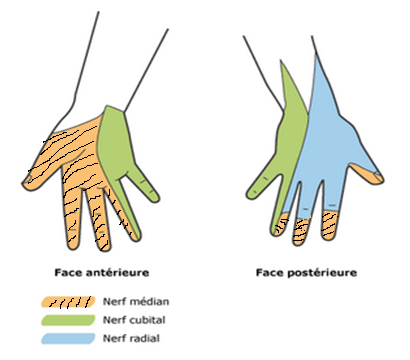 Face antérieure
Face postérieure
Nerf médian
Nerf cubital
Nerf radial